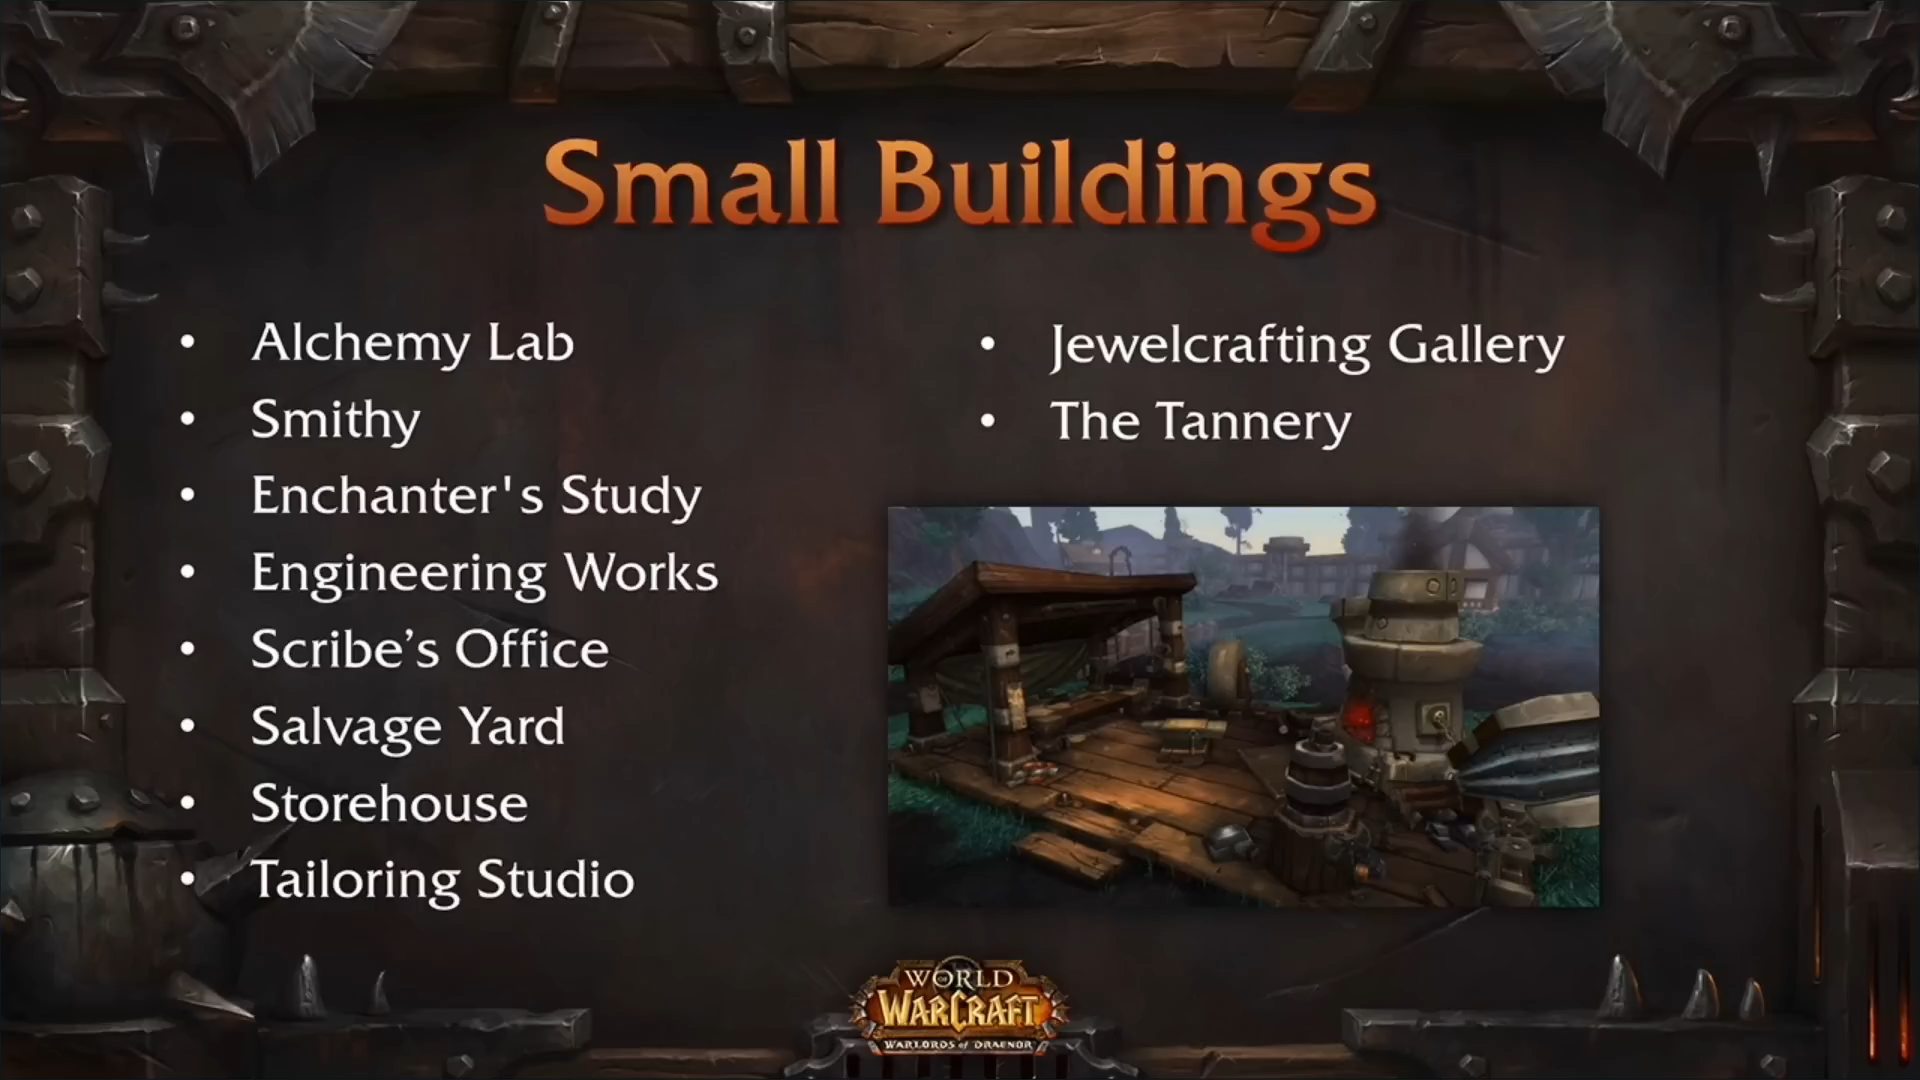 Small Buildings
• Alchemy Lab
• Smithy
• Enchanter's Study
• Engineering Works
• Scribe’s Office
• Salvage Yard
• Storehouse
• Tailoring Studio
• Jewelcrafting Gallery
• The Tannery
WORLD
OF
WARCRAFT
WARLORDS OF DRAENOR